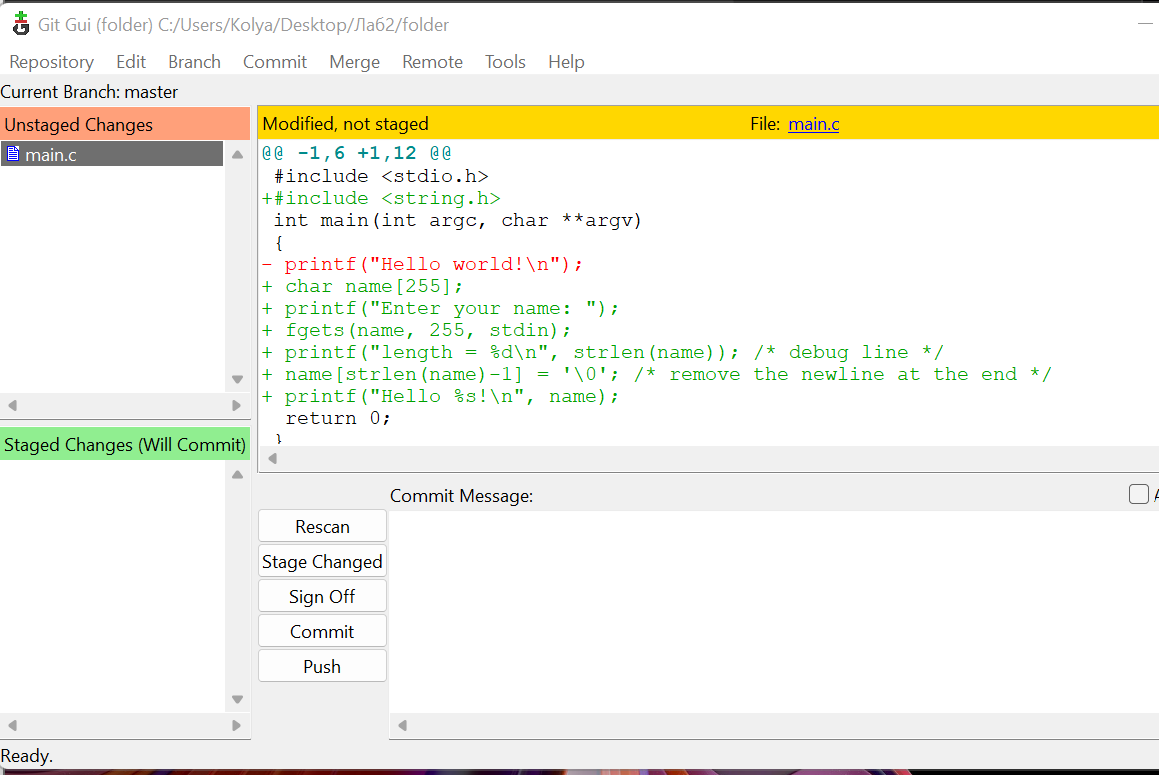 Git Gui (folder) C:/Users/Kolya/Desktop/Лаб2/folder
Repository Edit Branch Commit Merge Remote Tools Help
Current Branch: master
Unstaged Changes
main.c
Modified, not staged File: main.c
@@ -1,6 +1,12 @@
 #include <stdio.h>
+#include <string.h>
 int main(int argc, char **argv)
 {
- printf("Hello world!\n");
+ char name[255];
+ printf("Enter your name: ");
+ fgets(name, 255, stdin);
+ printf("length = %d\n", strlen(name)); /* debug line */
+ name[strlen(name)-1] = '\0'; /* remove the newline at the end */
+ printf("Hello %s!\n", name);
  return 0;
 }
Staged Changes (Will Commit)
Commit Message:
Rescan
Stage Changed
Sign Off
Commit
Push
Ready.